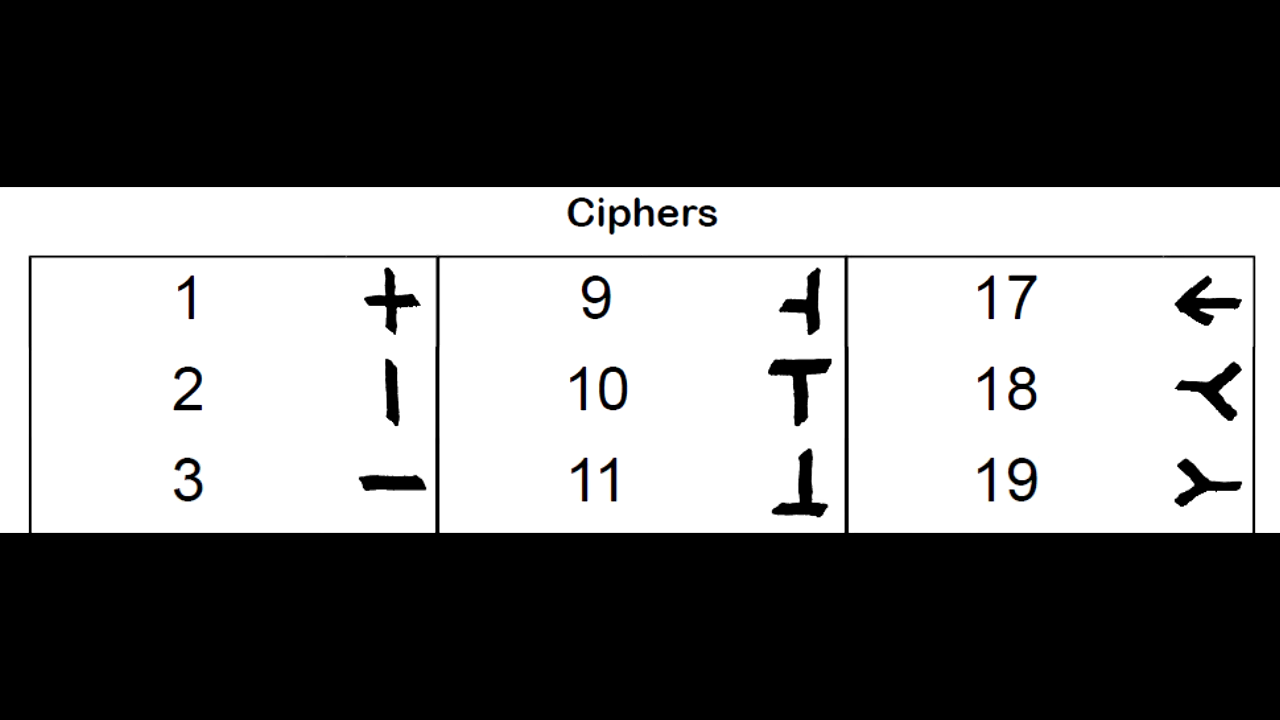 Ciphers
1 + 9 ⊣ 17 ←
2 | 10 T 18 ⤙
3 — 11 ⊥ 19 ⤚